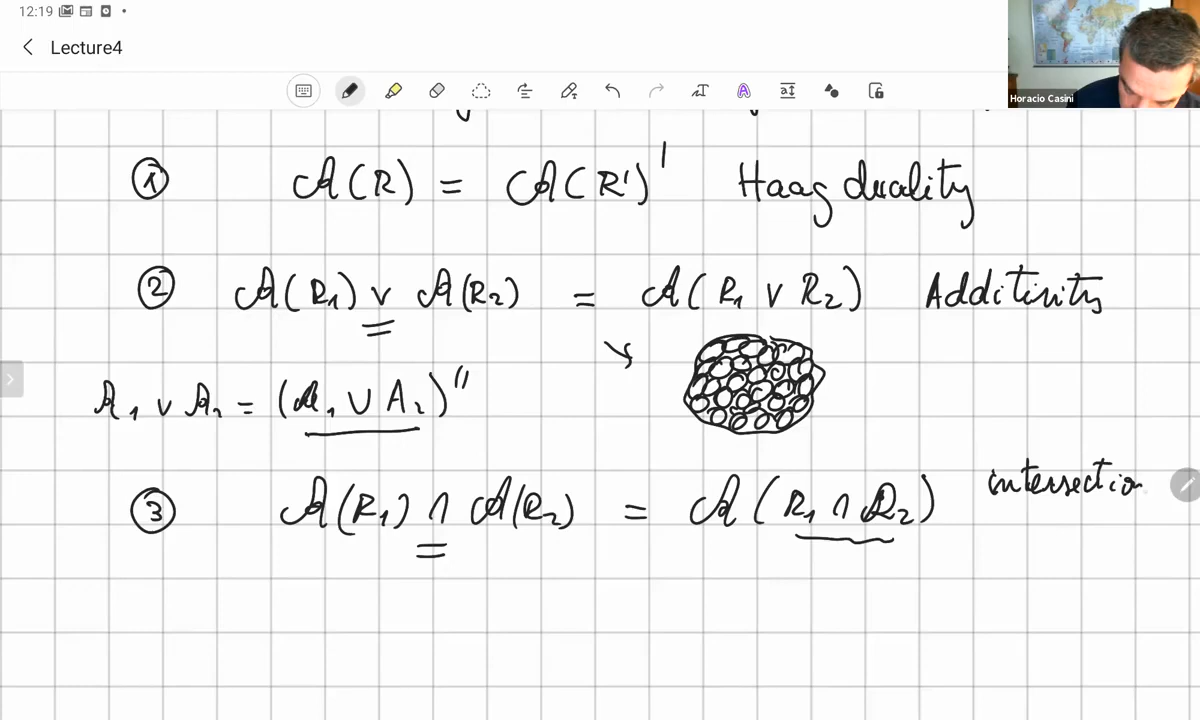 12:19
Lecture4
Horacio Casini
① 𝒜(R) = 𝒜(R')' Haag duality
② 𝒜(R₁) ∨ 𝒜(R₂) = 𝒜(R₁ ∨ R₂) Additivity
𝒜₁ ∨ 𝒜₂ = (𝒜₁ ∪ A₂)''
③ 𝒜(R₁) ∧ 𝒜(R₂) = 𝒜(R₁ ∧ R₂) intersection